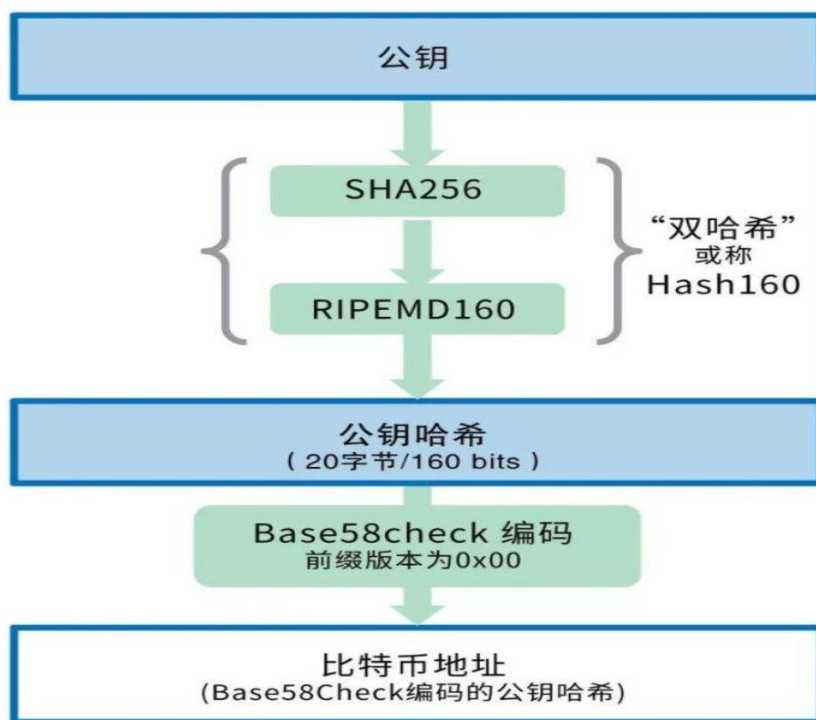 公钥
SHA256
RIPEMD160
“双哈希”
或称
Hash160
公钥哈希
（20字节/160 bits）
Base58check 编码
前缀版本为0x00
比特币地址
(Base58Check编码的公钥哈希)